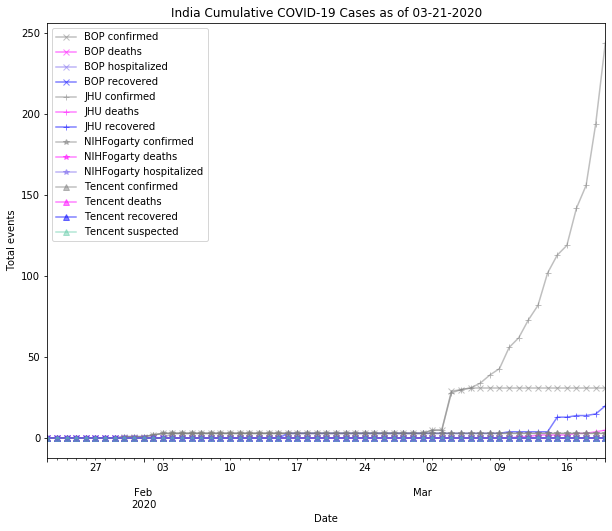 India Cumulative COVID-19 Cases as of 03-21-2020
250
200
150
100
50
0
Total events
BOP confirmed
BOP deaths
BOP hospitalized
BOP recovered
JHU confirmed
JHU deaths
JHU recovered
NIHFogarty confirmed
NIHFogarty deaths
NIHFogarty hospitalized
Tencent confirmed
Tencent deaths
Tencent recovered
Tencent suspected
27 03 10 17 24 02 09 16
Feb Mar
2020
Date